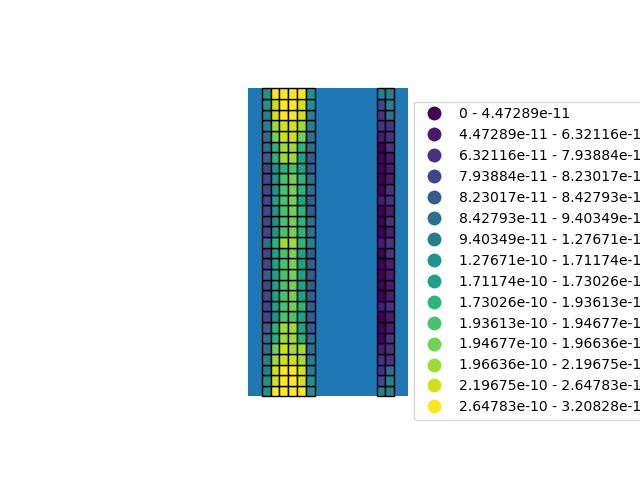 0 - 4.47289e-11
4.47289e-11 - 6.32116e-1
6.32116e-11 - 7.93884e-1
7.93884e-11 - 8.23017e-1
8.23017e-11 - 8.42793e-1
8.42793e-11 - 9.40349e-1
9.40349e-11 - 1.27671e-1
1.27671e-10 - 1.71174e-1
1.71174e-10 - 1.73026e-1
1.73026e-10 - 1.93613e-1
1.93613e-10 - 1.94677e-1
1.94677e-10 - 1.96636e-1
1.96636e-10 - 2.19675e-1
2.19675e-10 - 2.64783e-1
2.64783e-10 - 3.20828e-1